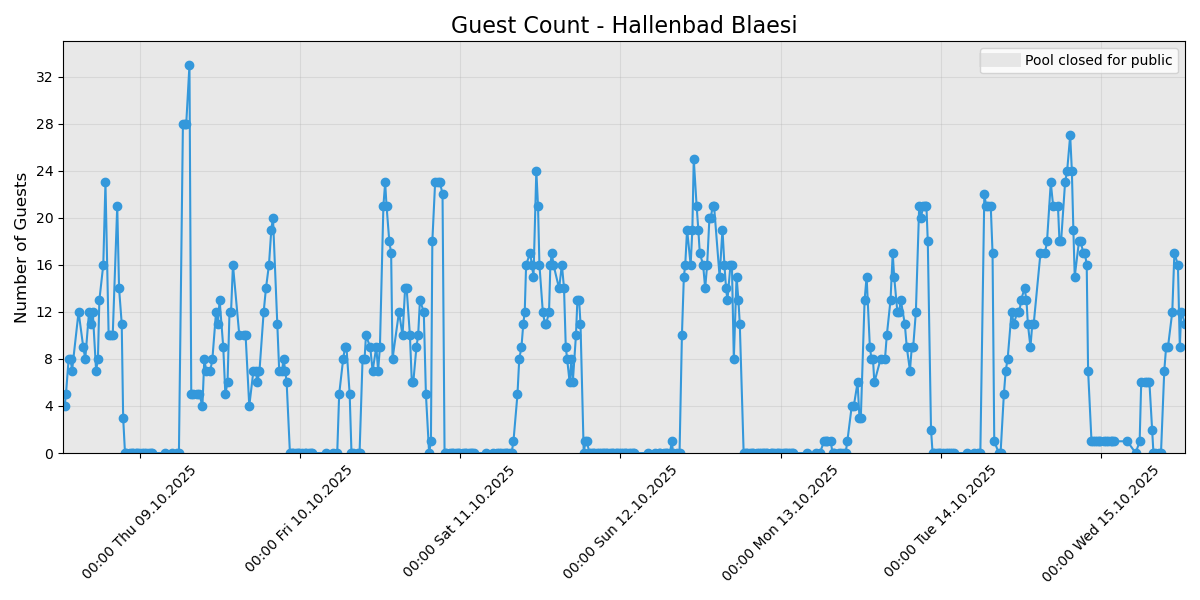 Guest Count - Hallenbad Blaesi
Pool closed for public
Number of Guests
32
28
24
20
16
12
8
4
0
00:00 Thu 09.10.2025
00:00 Fri 10.10.2025
00:00 Sat 11.10.2025
00:00 Sun 12.10.2025
00:00 Mon 13.10.2025
00:00 Tue 14.10.2025
00:00 Wed 15.10.2025